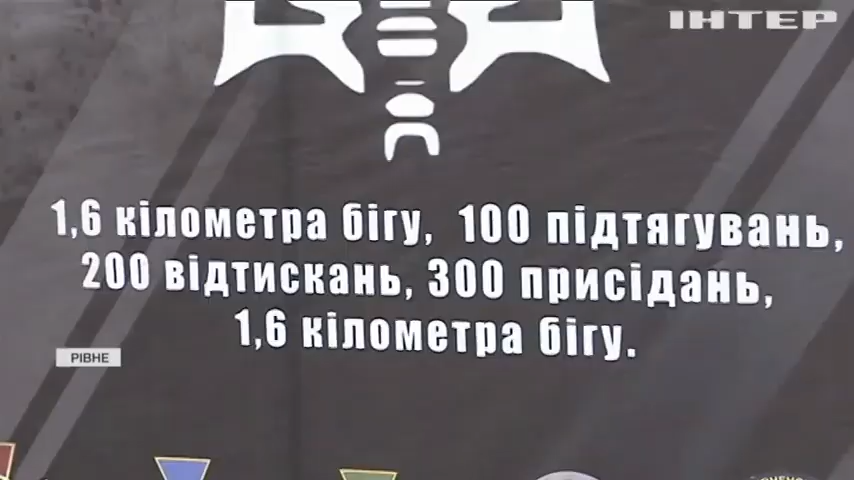 ІНТЕР
1,6 кілометра бігу, 100 підтягувань,
200 відтискань, 300 присідань,
1,6 кілометра бігу.
РІВНЕ